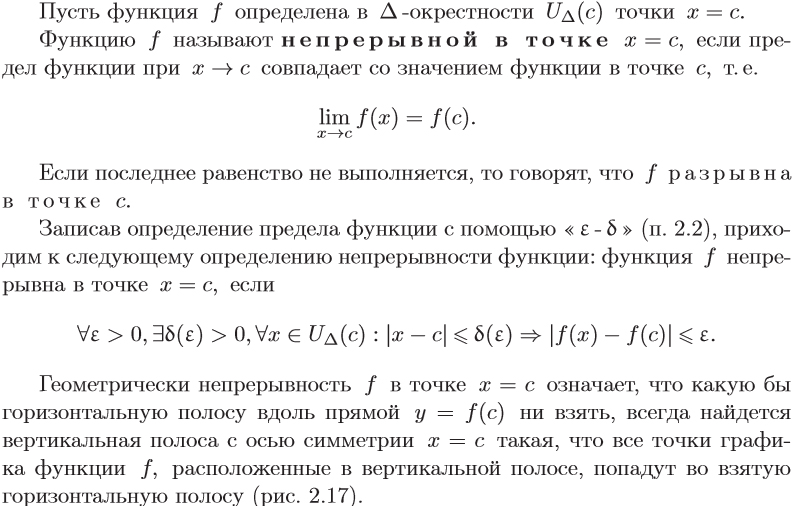 Пусть функция f определена в Δ-окрестности U_Δ(c) точки x = c.
Функцию f называют непрерывной в точке x = c, если пре-
дел функции при x → c совпадает со значением функции в точке c, т. е.
lim f(x) = f(c).
x→c
Если последнее равенство не выполняется, то говорят, что f разрывна
в точке c.
Записав определение предела функции с помощью « ε - δ » (п. 2.2), прихо-
дим к следующему определению непрерывности функции: функция f непре-
рывна в точке x = c, если
∀ε > 0, ∃δ(ε) > 0, ∀x ∈ U_Δ(c) : |x − c| ⩽ δ(ε) ⇒ |f(x) − f(c)| ⩽ ε.
Геометрически непрерывность f в точке x = c означает, что какую бы
горизонтальную полосу вдоль прямой y = f(c) ни взять, всегда найдется
вертикальная полоса с осью симметрии x = c такая, что все точки графи-
ка функции f, расположенные в вертикальной полосе, попадут во взятую
горизонтальную полосу (рис. 2.17).